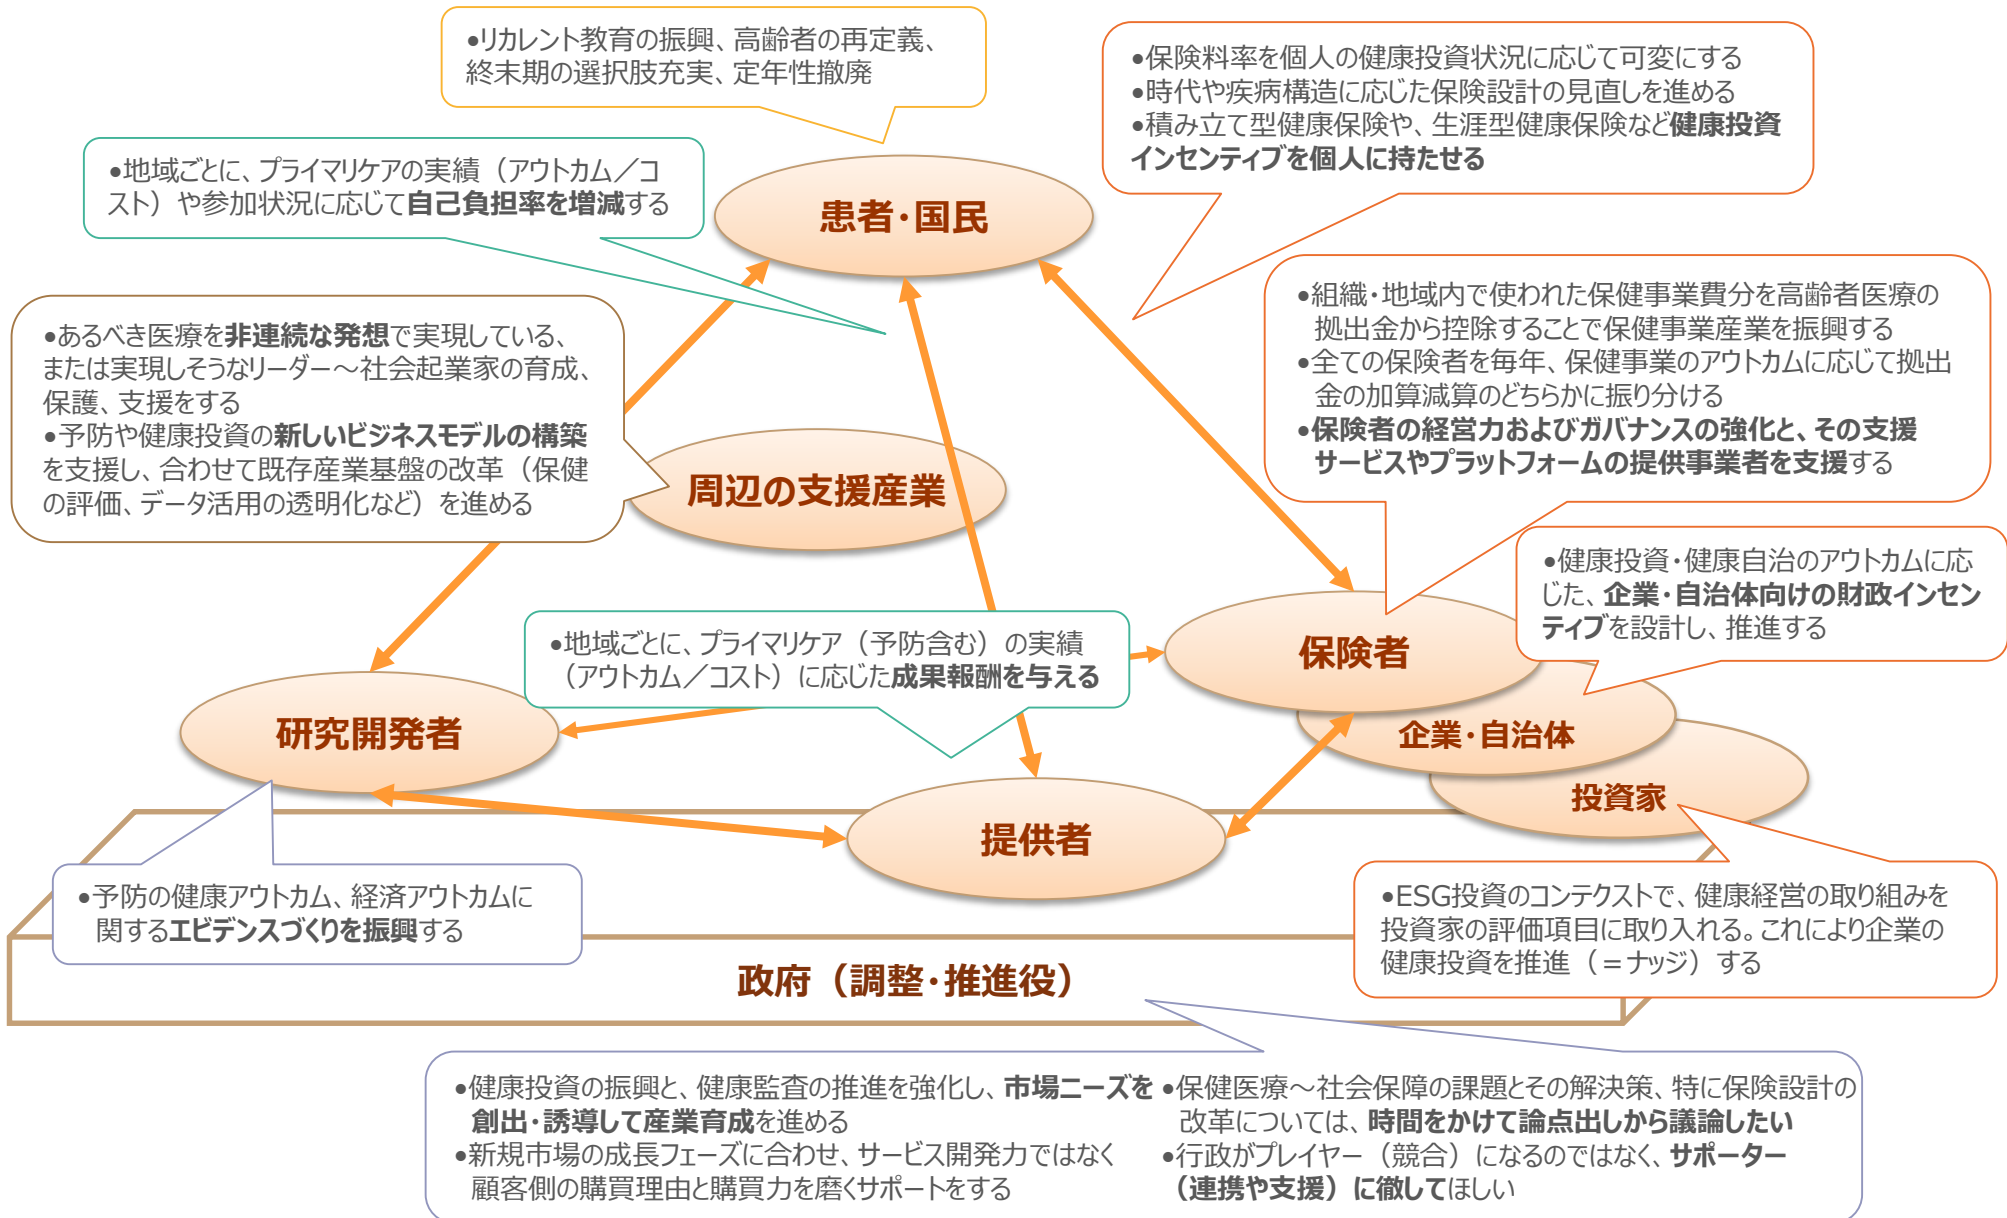 ●リカレント教育の振興、高齢者の再定義、
終末期の選択肢充実、定年性撤廃
●保険料率を個人の健康投資状況に応じて可変にする
●時代や疾病構造に応じた保険設計の見直しを進める
●積み立て型健康保険や、生涯型健康保険など健康投資
インセンティブを個人に持たせる
●地域ごとに、プライマリケアの実績（アウトカム／コ
スト）や参加状況に応じて自己負担率を増減する
患者・国民
●組織・地域内で使われた保健事業費分を高齢者医療の
拠出金から控除することで保健事業産業を振興する
●全ての保険者を毎年、保健事業のアウトカムに応じて拠出
金の加算減算のどちらかに振り分ける
●保険者の経営力およびガバナンスの強化と、その支援
サービスやプラットフォームの提供事業者を支援する
●あるべき医療を非連続な発想で実現している、
または実現しそうなリーダー～社会起業家の育成、
保護、支援をする
●予防や健康投資の新しいビジネスモデルの構築
を支援し、合わせて既存産業基盤の改革（保健
の評価、データ活用の透明化など）を進める
周辺の支援産業
●健康投資・健康自治のアウトカムに応
じた、企業・自治体向けの財政インセン
ティブを設計し、推進する
●地域ごとに、プライマリケア（予防含む）の実績
（アウトカム／コスト）に応じた成果報酬を与える
保険者
研究開発者
企業・自治体
投資家
提供者
●予防の健康アウトカム、経済アウトカムに
関するエビデンスづくりを振興する
●ESG投資のコンテクストで、健康経営の取り組みを
投資家の評価項目に取り入れる。これにより企業の
健康投資を推進（＝ナッジ）する
政府（調整・推進役）
●健康投資の振興と、健康監査の推進を強化し、市場ニーズを
創出・誘導して産業育成を進める
●新規市場の成長フェーズに合わせ、サービス開発力ではなく
顧客側の購買理由と購買力を磨くサポートをする
●保健医療～社会保障の課題とその解決策、特に保険設計の
改革については、時間をかけて論点出しから議論したい
●行政がプレイヤー（競合）になるのではなく、サポーター
（連携や支援）に徹してほしい